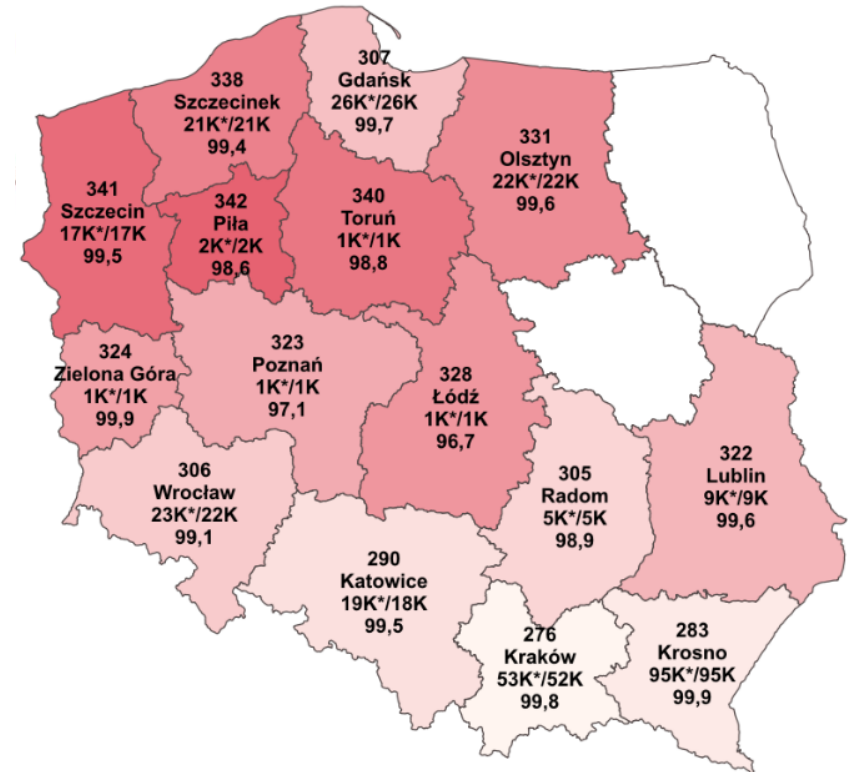 307
Gdańsk
26K*/26K
99,7
338
Szczecinek
21K*/21K
99,4
331
Olsztyn
22K*/22K
99,6
341
Szczecin
17K*/17K
99,5
342
Piła
2K*/2K
98,6
340
Toruń
1K*/1K
98,8
324
Zielona Góra
1K*/1K
99,9
323
Poznań
1K*/1K
97,1
328
Łódź
1K*/1K
96,7
306
Wrocław
23K*/22K
99,1
305
Radom
5K*/5K
98,9
322
Lublin
9K*/9K
99,6
290
Katowice
19K*/18K
99,5
276
Kraków
53K*/52K
99,8
283
Krosno
95K*/95K
99,9